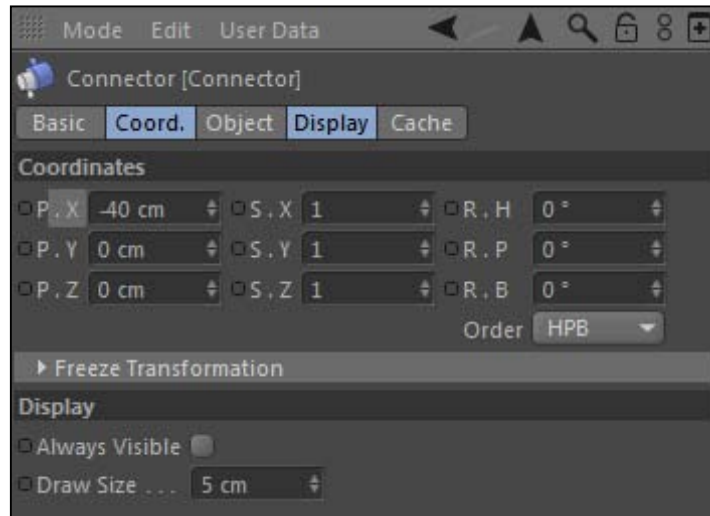 Mode Edit User Data
Connector [Connector]
Basic Coord. Object Display Cache
Coordinates
P . X -40 cm S . X 1 R . H 0 °
P . Y 0 cm S . Y 1 R . P 0 °
P . Z 0 cm S . Z 1 R . B 0 °
Order HPB
Freeze Transformation
Display
Always Visible
Draw Size . . . 5 cm